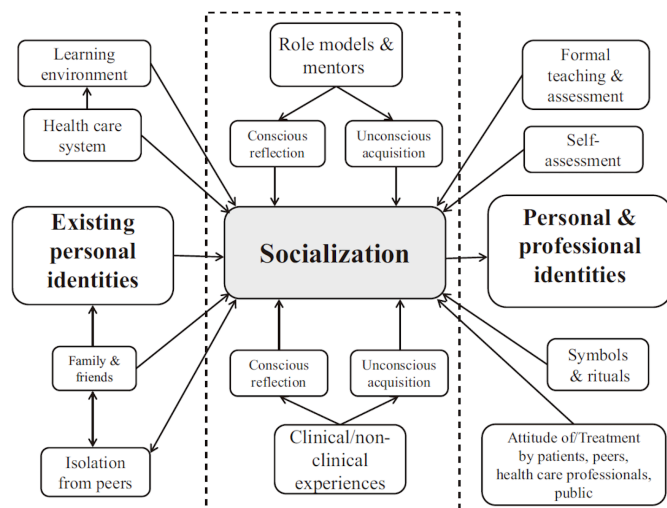 Learning
environment
Health care
system
Role models &
mentors
Conscious
reflection
Unconscious
acquisition
Formal
teaching &
assessment
Self-
assessment
Existing
personal
identities
Socialization
Personal &
professional
identities
Family &
friends
Isolation
from peers
Conscious
reflection
Unconscious
acquisition
Clinical/non-
clinical
experiences
Symbols
& rituals
Attitude of/Treatment
by patients, peers,
health care professionals,
public